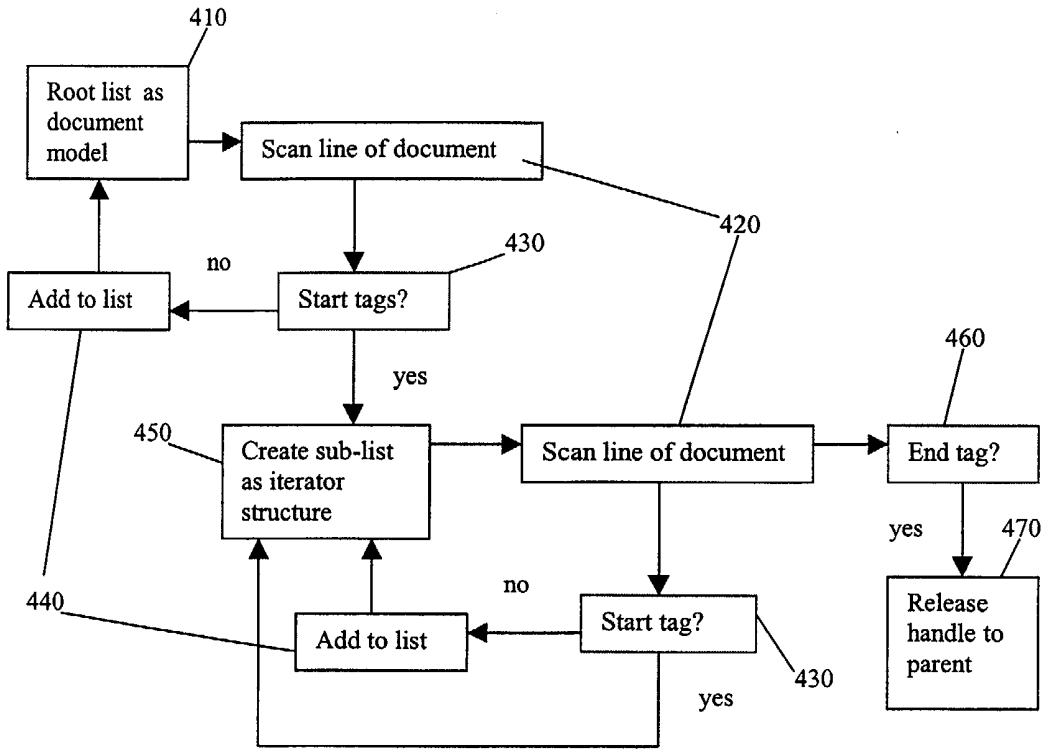 410
Root list as
document
model
Scan line of document
420
430
no
Add to list
Start tags?
460
yes
450
Create sub-list
as iterator
structure
Scan line of document
End tag?
yes
470
no
440
Add to list
Start tag?
Release
handle to
parent
430
yes